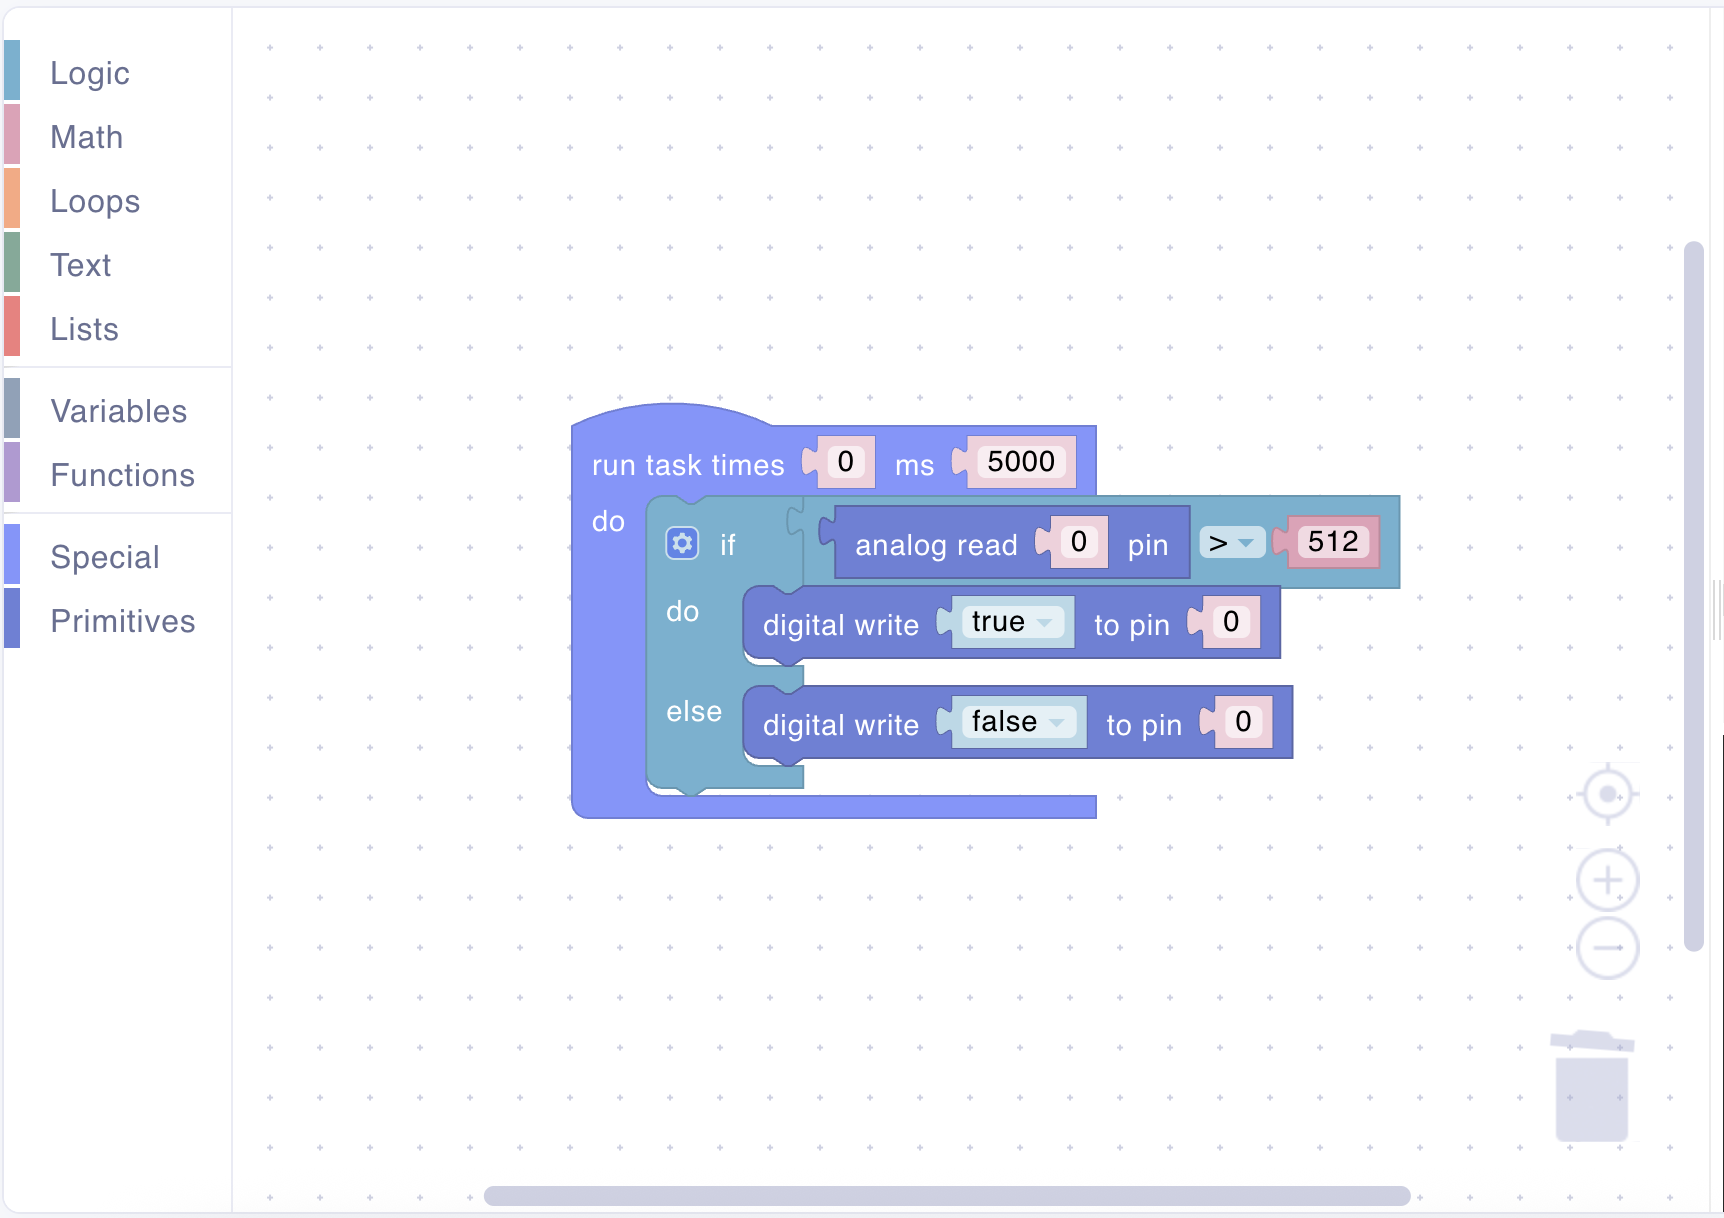 Logic
Math
Loops
Text
Lists
Variables
Functions
Special
Primitives
run task times 0 ms 5000
do
if analog read 0 pin > 512
do digital write true to pin 0
else digital write false to pin 0